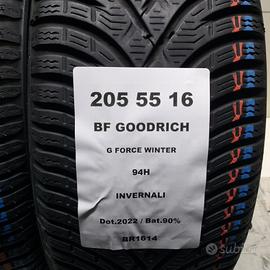 205 55 16
BF GOODRICH
G FORCE WINTER
94H
INVERNALI
Dot.2022 / Bat.90%
BR1614
subito